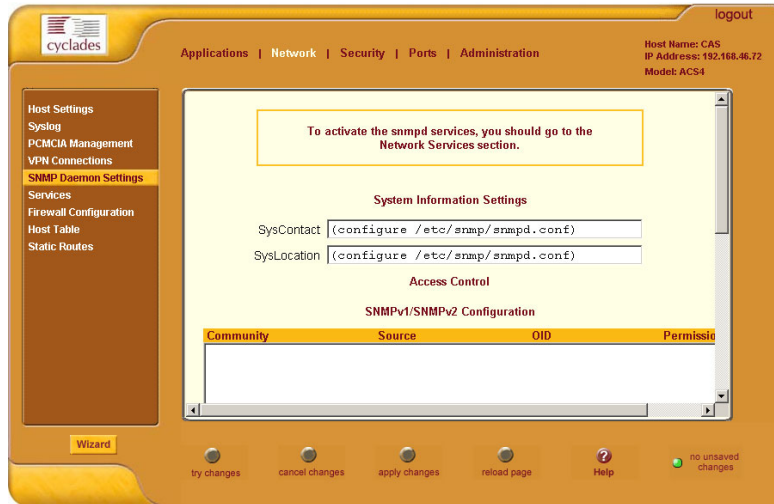 logout
cyclades
Applications | Network | Security | Ports | Administration
Host Name: CAS
IP Address: 192.168.46.72
Model: ACS4
Host Settings
Syslog
PCMCIA Management
VPN Connections
SNMP Daemon Settings
Services
Firewall Configuration
Host Table
Static Routes
To activate the snmpd services, you should go to the
Network Services section.
System Information Settings
SysContact (configure /etc/snmp/snmpd.conf)
SysLocation (configure /etc/snmp/snmpd.conf)
Access Control
SNMPv1/SNMPv2 Configuration
Community Source OID Permissio
Wizard
try changes
cancel changes
apply changes
reload page
Help
no unsaved
changes